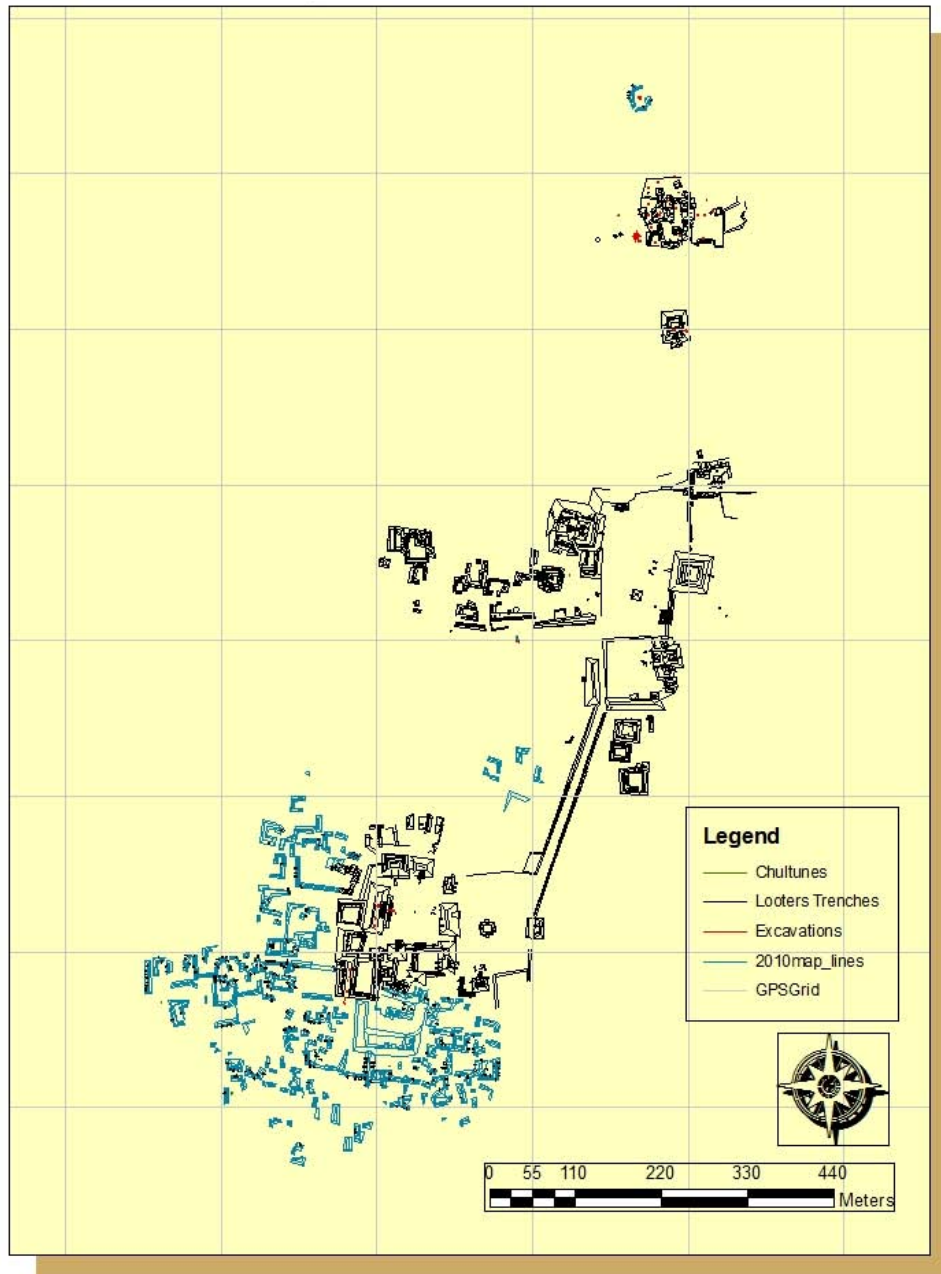 Legend
Chultunes
Looters Trenches
Excavations
2010map_lines
GPSGrid
0 55 110 220 330 440
Meters